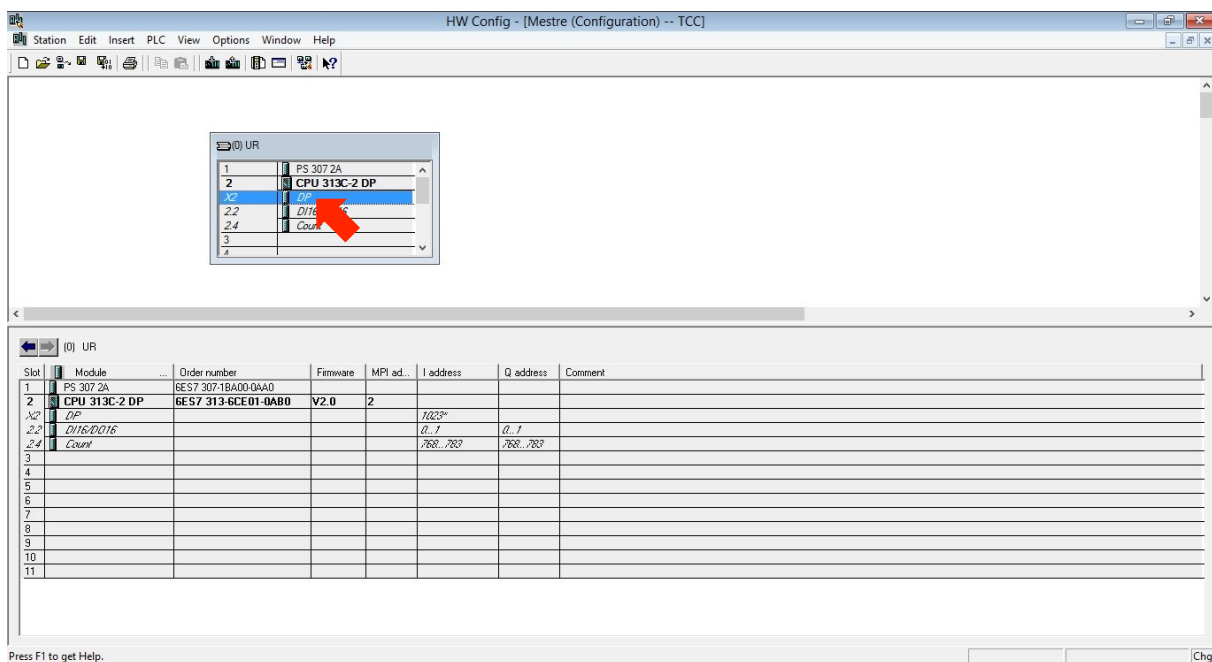 HW Config - [Mestre (Configuration) -- TCC]
Station Edit Insert PLC View Options Window Help
(0) UR
1 PS 307 2A
2 CPU 313C-2 DP
X2 DP
2.2
2.4
3
4
(0) UR
Slot Module ... Order number Firmware MPI ad... I address Q address Comment
1 PS 307 2A 6ES7 307-1BA00-0AA0
2 CPU 313C-2 DP 6ES7 313-6CE01-0AB0 V2.0 2
X2 DP 1023*
2.2 DI16/DO16 0...1 0...1
2.4 Count 768...783 768...783
3
4
5
6
7
8
9
10
11
Press F1 to get Help. Chg